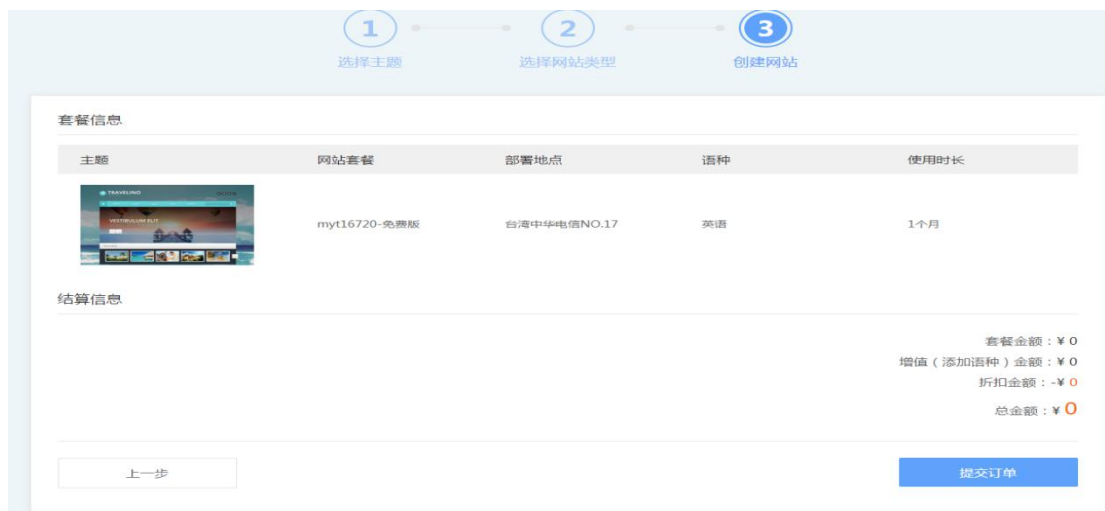 1
2
3
选择主题
选择网站类型
创建网站
套餐信息
主题 网站套餐 部署地点 语种 使用时长
TRAVELINO
VESTIBULUM ELIT
myt16720-免费版 台湾中华电信NO.17 英语 1个月
结算信息
套餐金额：¥ 0
增值（添加语种）金额：¥ 0
折扣金额：-¥ 0
总金额：¥ 0
上一步 提交订单